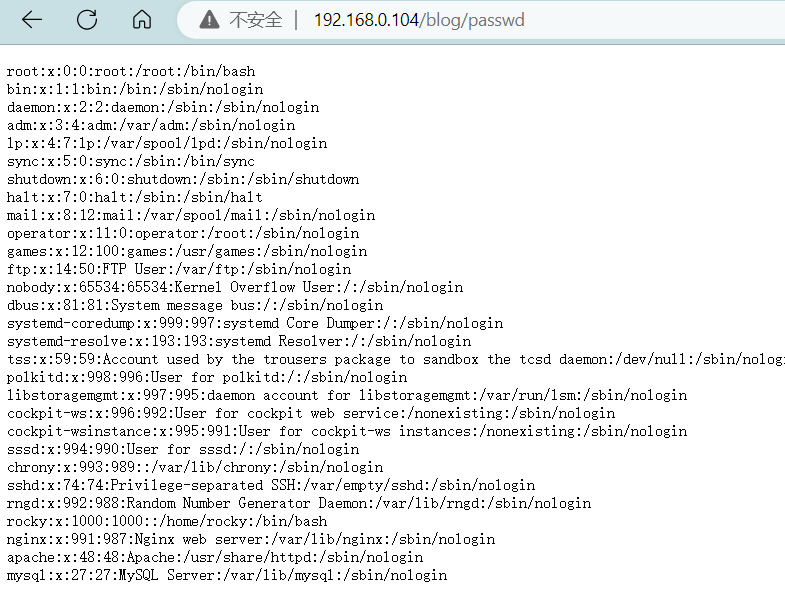 不安全 | 192.168.0.104/blog/passwd
root:x:0:0:root:/root:/bin/bash
bin:x:1:1:bin:/bin:/sbin/nologin
daemon:x:2:2:daemon:/sbin:/sbin/nologin
adm:x:3:4:adm:/var/adm:/sbin/nologin
lp:x:4:7:lp:/var/spool/lpd:/sbin/nologin
sync:x:5:0:sync:/sbin:/bin/sync
shutdown:x:6:0:shutdown:/sbin:/sbin/shutdown
halt:x:7:0:halt:/sbin:/sbin/halt
mail:x:8:12:mail:/var/spool/mail:/sbin/nologin
operator:x:11:0:operator:/root:/sbin/nologin
games:x:12:100:games:/usr/games:/sbin/nologin
ftp:x:14:50:FTP User:/var/ftp:/sbin/nologin
nobody:x:65534:65534:Kernel Overflow User:/:/sbin/nologin
dbus:x:81:81:System message bus:/:/sbin/nologin
systemd-coredump:x:999:997:systemd Core Dumper:/:/sbin/nologin
systemd-resolve:x:193:193:systemd Resolver:/:/sbin/nologin
tss:x:59:59:Account used by the trousers package to sandbox the tcsd daemon:/dev/null:/sbin/nologi
polkitd:x:998:996:User for polkitd:/:/sbin/nologin
libstoragemgmt:x:997:995:daemon account for libstoragemgmt:/var/run/lsm:/sbin/nologin
cockpit-ws:x:996:992:User for cockpit web service:/nonexisting:/sbin/nologin
cockpit-wsinstance:x:995:991:User for cockpit-ws instances:/nonexisting:/sbin/nologin
sssd:x:994:990:User for sssd:/:/sbin/nologin
chrony:x:993:989::/var/lib/chrony:/sbin/nologin
sshd:x:74:74:Privilege-separated SSH:/var/empty/sshd:/sbin/nologin
rngd:x:992:988:Random Number Generator Daemon:/var/lib/rngd:/sbin/nologin
rocky:x:1000:1000::/home/rocky:/bin/bash
nginx:x:991:987:Nginx web server:/var/lib/nginx:/sbin/nologin
apache:x:48:48:Apache:/usr/share/httpd:/sbin/nologin
mysql:x:27:27:MySQL Server:/var/lib/mysql:/sbin/nologin